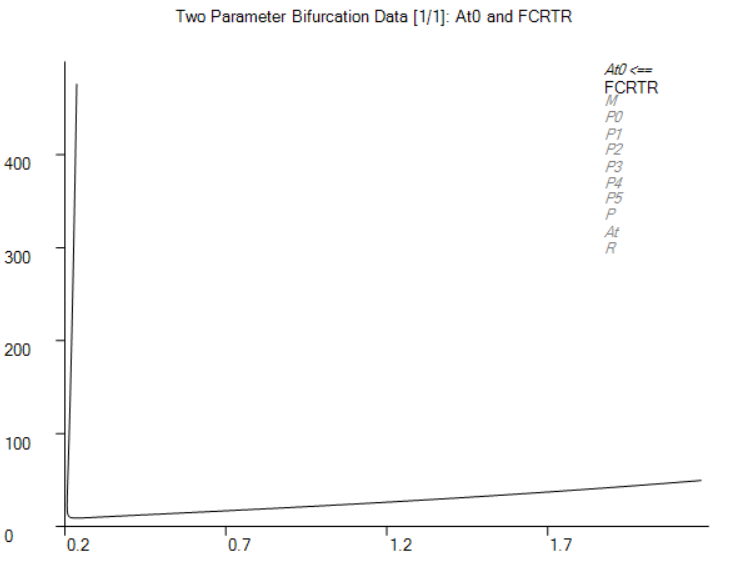 Two Parameter Bifurcation Data [1/1]: At0 and FCRTR
At0 <==
FCRTR
M
P0
P1
P2
P3
P4
P5
P
At
R
400
300
200
100
0
0.2 0.7 1.2 1.7